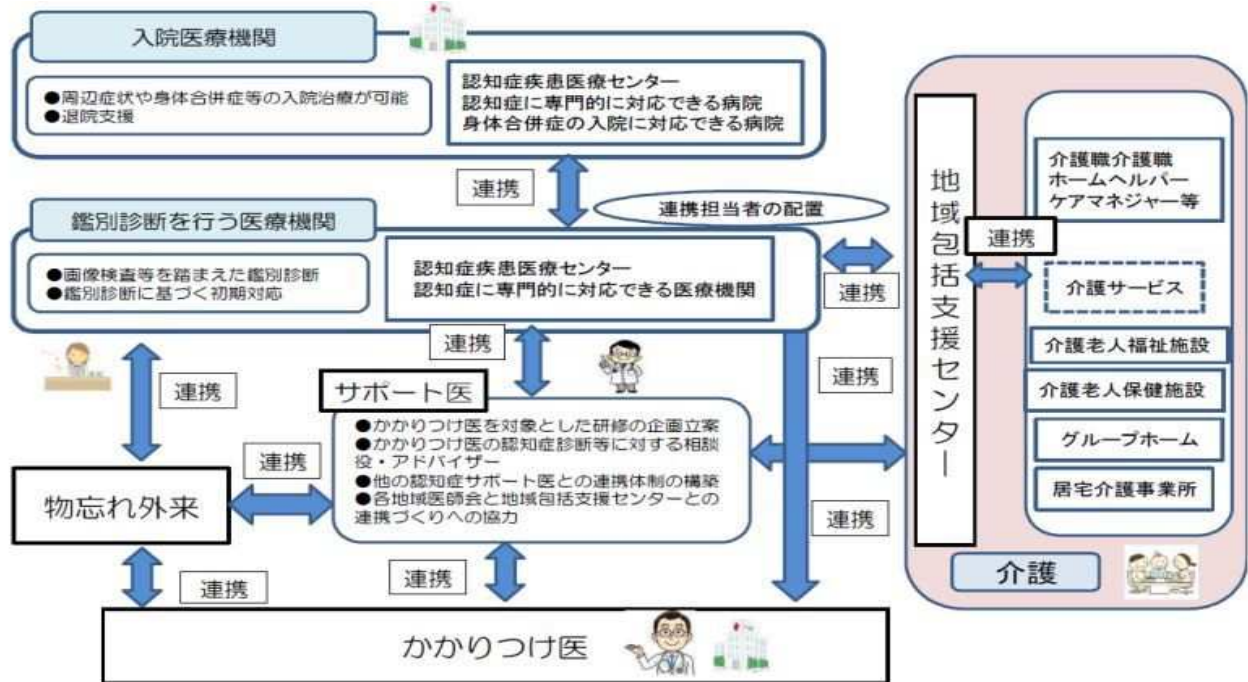 入院医療機関
●周辺症状や身体合併症等の入院治療が可能
●退院支援
認知症疾患医療センター
認知症に専門的に対応できる病院
身体合併症の入院に対応できる病院
連携
連携担当者の配置
鑑別診断を行う医療機関
●画像検査等を踏まえた鑑別診断
●鑑別診断に基づく初期対応
認知症疾患医療センター
認知症に専門的に対応できる医療機関
連携
連携
連携
連携
サポート医
●かかりつけ医を対象とした研修の企画立案
●かかりつけ医の認知症診断等に対する相談
役・アドバイザー
●他の認知症サポート医との連携体制の構築
●各地域医師会と地域包括支援センターとの
連携づくりへの協力
連携
物忘れ外来
連携
連携
連携
かかりつけ医
地域包括支援センター
連携
介護職介護職
ホームヘルパー
ケアマネジャー等
介護サービス
介護老人福祉施設
介護老人保健施設
グループホーム
居宅介護事業所
介護